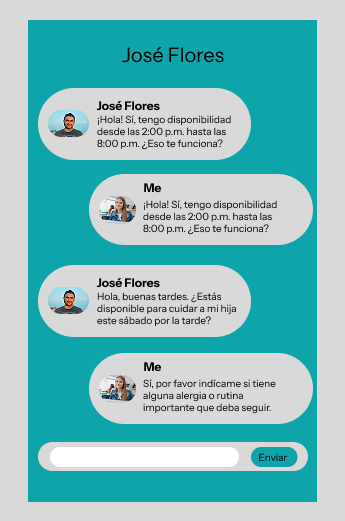 José Flores
José Flores
¡Hola! Sí, tengo disponibilidad
desde las 2:00 p.m. hasta las
8:00 p.m. ¿Eso te funciona?
Me
¡Hola! Sí, tengo disponibilidad
desde las 2:00 p.m. hasta las
8:00 p.m. ¿Eso te funciona?
José Flores
Hola, buenas tardes. ¿Estás
disponible para cuidar a mi hija
este sábado por la tarde?
Me
Sí, por favor indícame si tiene
alguna alergia o rutina
importante que deba seguir.
Enviar